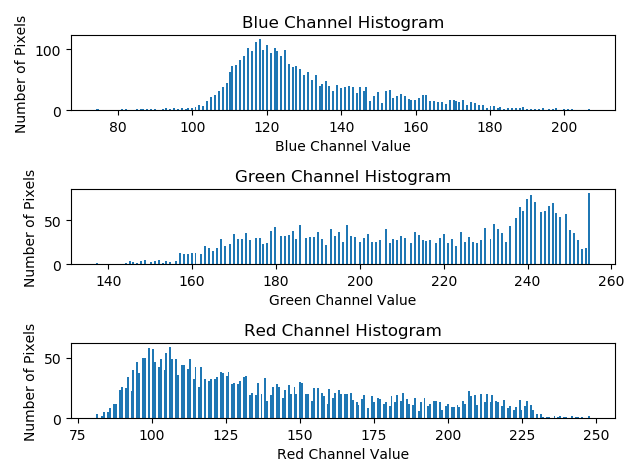 Blue Channel Histogram
Number of Pixels
100
0
80 100 120 140 160 180 200
Blue Channel Value
Green Channel Histogram
Number of Pixels
50
0
140 160 180 200 220 240 260
Green Channel Value
Red Channel Histogram
Number of Pixels
50
0
75 100 125 150 175 200 225 250
Red Channel Value